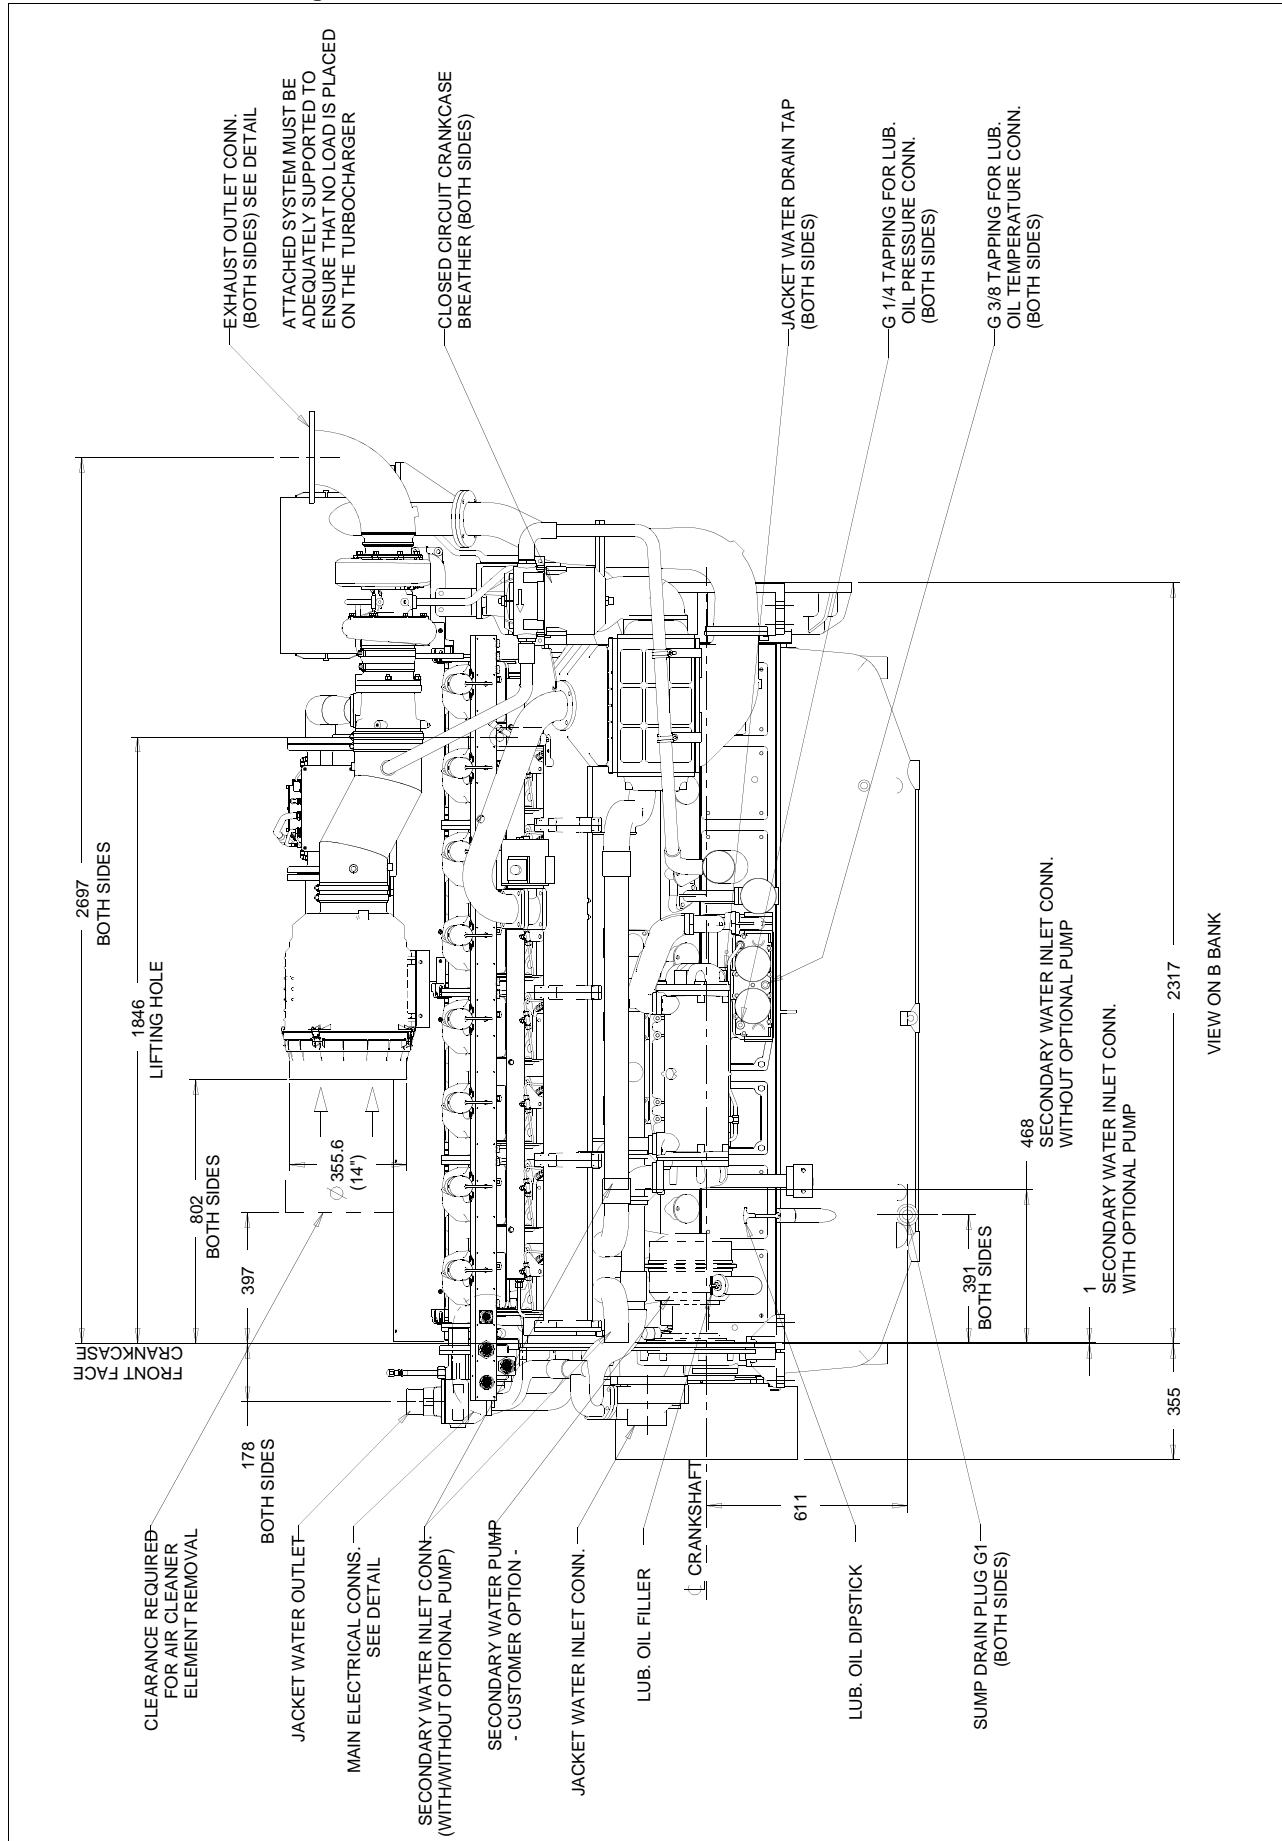 EXHAUST OUTLET CONN.
(BOTH SIDES) SEE DETAIL
ATTACHED SYSTEM MUST BE
ADEQUATELY SUPPORTED TO
ENSURE THAT NO LOAD IS PLACED
ON THE TURBOCHARGER
CLOSED CIRCUIT CRANKCASE
BREATHER (BOTH SIDES)
JACKET WATER DRAIN TAP
(BOTH SIDES)
G 1/4 TAPPING FOR LUB.
OIL PRESSURE CONN.
(BOTH SIDES)
G 3/8 TAPPING FOR LUB.
OIL TEMPERATURE CONN.
(BOTH SIDES)
2697
BOTH SIDES
1846
LIFTING HOLE
802
BOTH SIDES
397
Ø 355.6
(14")
CRANKCASE
FRONT FACE
178
BOTH SIDES
CLEARANCE REQUIRED
FOR AIR CLEANER
ELEMENT REMOVAL
JACKET WATER OUTLET
MAIN ELECTRICAL CONNS.
SEE DETAIL
SECONDARY WATER INLET CONN.
(WITH/WITHOUT OPTIONAL PUMP)
SECONDARY WATER PUMP
- CUSTOMER OPTION -
JACKET WATER INLET CONN.
LUB. OIL FILLER
℄ CRANKSHAFT
611
LUB. OIL DIPSTICK
SUMP DRAIN PLUG G1
(BOTH SIDES)
391
BOTH SIDES
468
SECONDARY WATER INLET CONN.
WITHOUT OPTIONAL PUMP
1
SECONDARY WATER INLET CONN.
WITH OPTIONAL PUMP
2317
355
VIEW ON B BANK